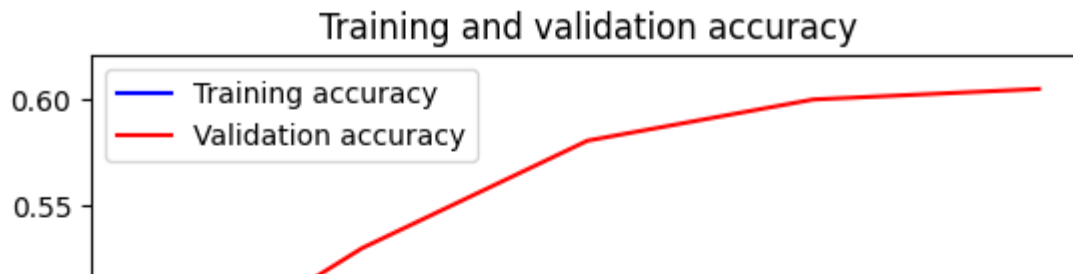 Training and validation accuracy
Training accuracy
Validation accuracy
0.60
0.55